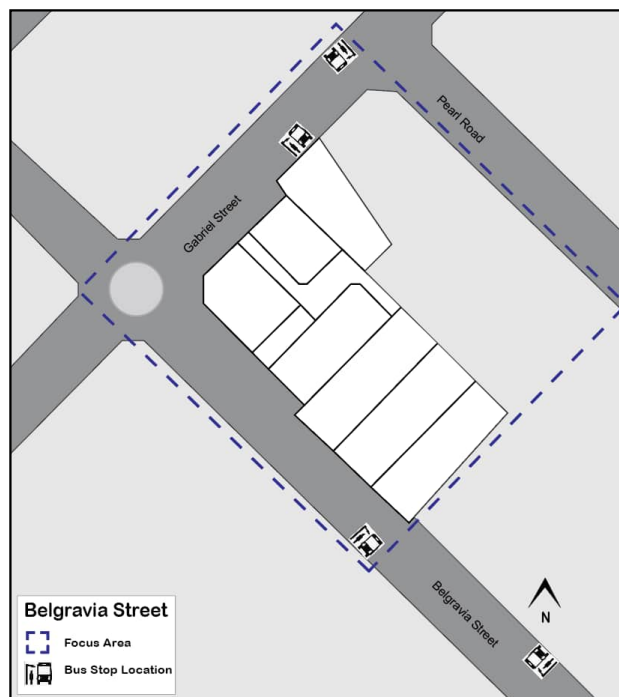 Pearl Road
Gabriel Street
Belgravia Street
N
Belgravia Street
Focus Area
Bus Stop Location